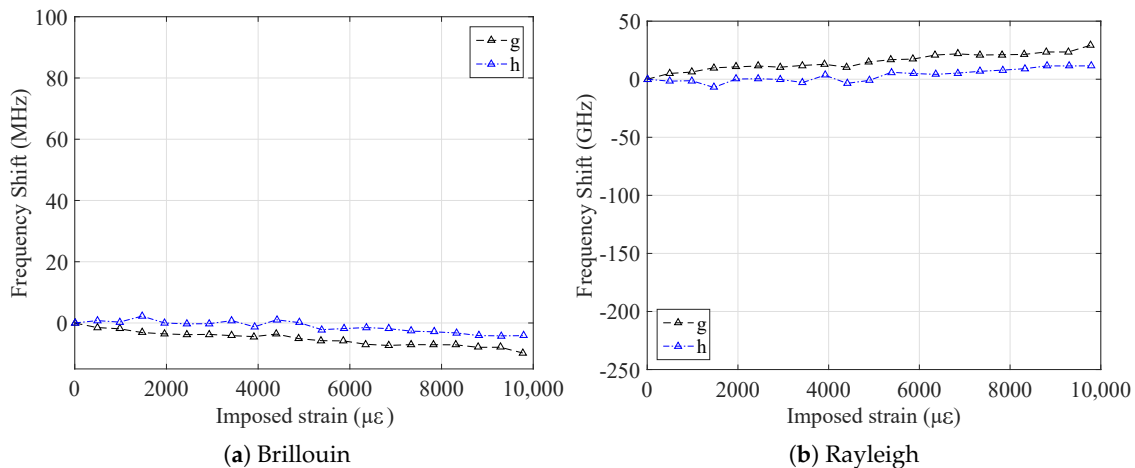 100
80
60
40
20
0
Frequency Shift (MHz)
g
h
0
2000
4000
6000
8000
10,000
Imposed strain (με)
(a) Brillouin
50
0
-50
-100
-150
-200
-250
Frequency Shift (GHz)
g
h
0
2000
4000
6000
8000
10,000
Imposed strain (με)
(b) Rayleigh